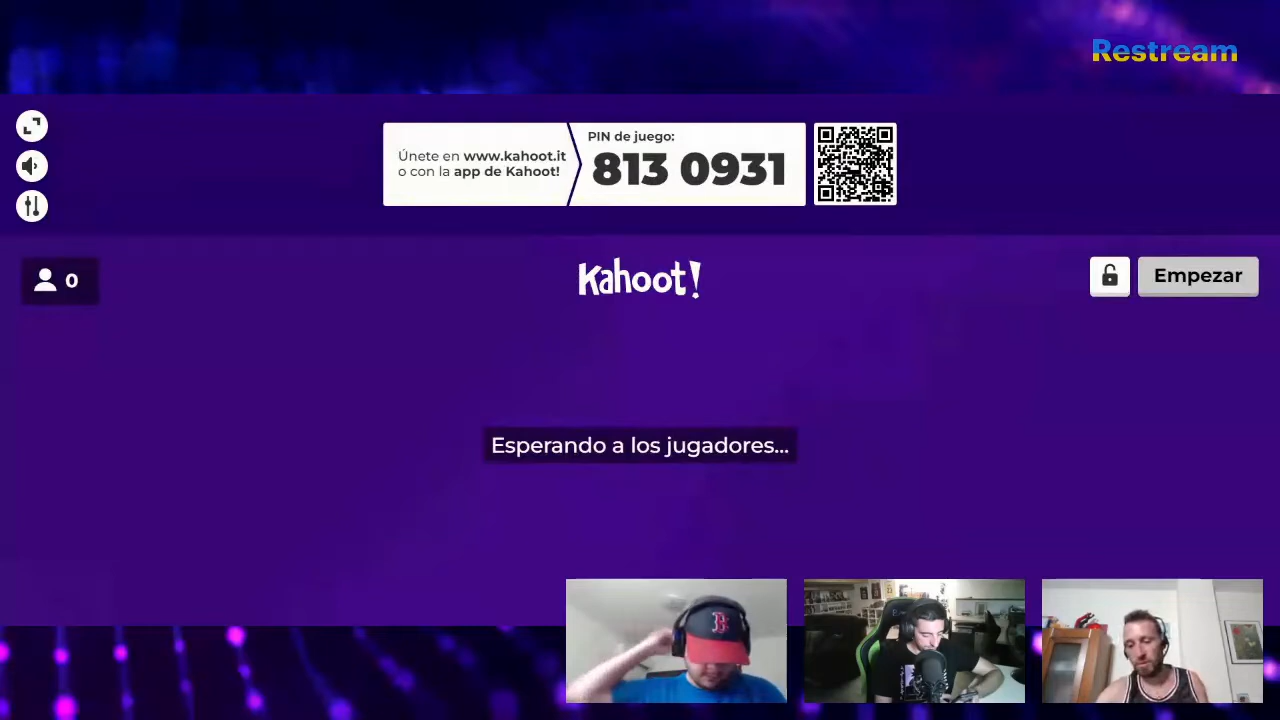 Restream
Únete en www.kahoot.it
o con la app de Kahoot!
PIN de juego:
813 0931
0
Kahoot!
Empezar
Esperando a los jugadores...
B